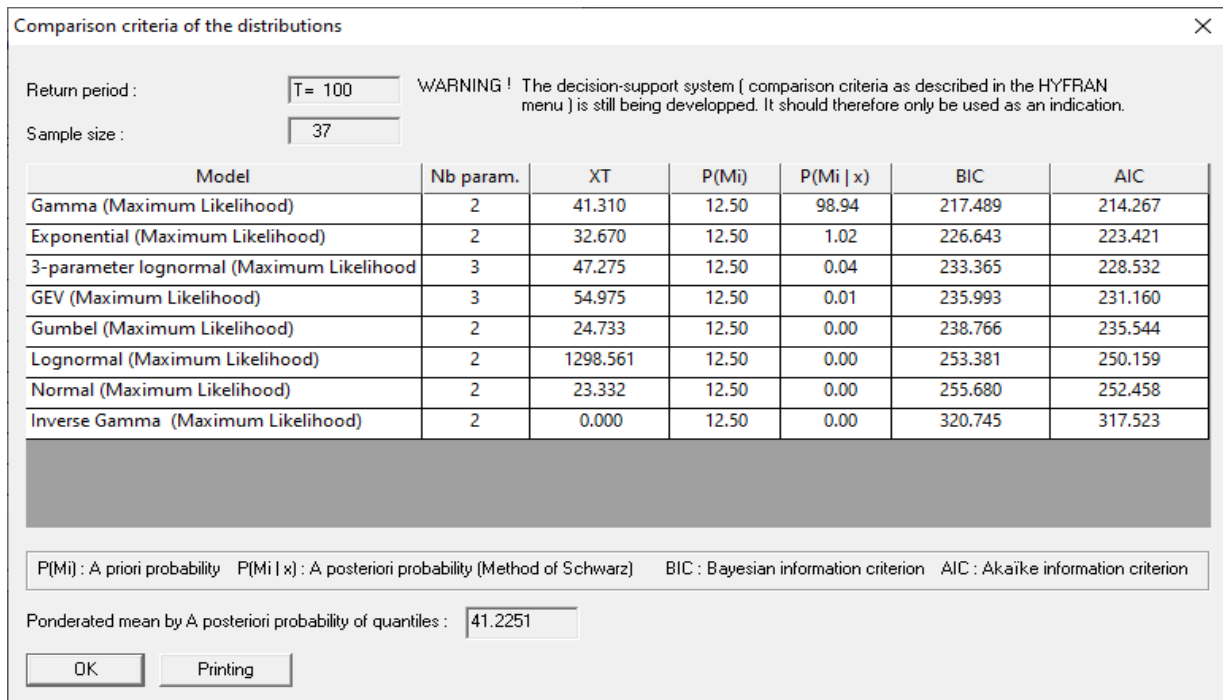 Comparison criteria of the distributions
Return period :
T= 100
WARNING ! The decision-support system ( comparison criteria as described in the HYFRAN
menu ) is still being developped. It should therefore only be used as an indication.
Sample size :
37
Model Nb param. XT P(Mi) P(Mi | x) BIC AIC
Gamma (Maximum Likelihood) 2 41.310 12.50 98.94 217.489 214.267
Exponential (Maximum Likelihood) 2 32.670 12.50 1.02 226.643 223.421
3-parameter lognormal (Maximum Likelihood 3 47.275 12.50 0.04 233.365 228.532
GEV (Maximum Likelihood) 3 54.975 12.50 0.01 235.993 231.160
Gumbel (Maximum Likelihood) 2 24.733 12.50 0.00 238.766 235.544
Lognormal (Maximum Likelihood) 2 1298.561 12.50 0.00 253.381 250.159
Normal (Maximum Likelihood) 2 23.332 12.50 0.00 255.680 252.458
Inverse Gamma (Maximum Likelihood) 2 0.000 12.50 0.00 320.745 317.523
P(Mi) : A priori probability P(Mi | x) : A posteriori probability (Method of Schwarz) BIC : Bayesian information criterion AIC : Akaïke information criterion
Ponderated mean by A posteriori probability of quantiles : 41.2251
OK Printing